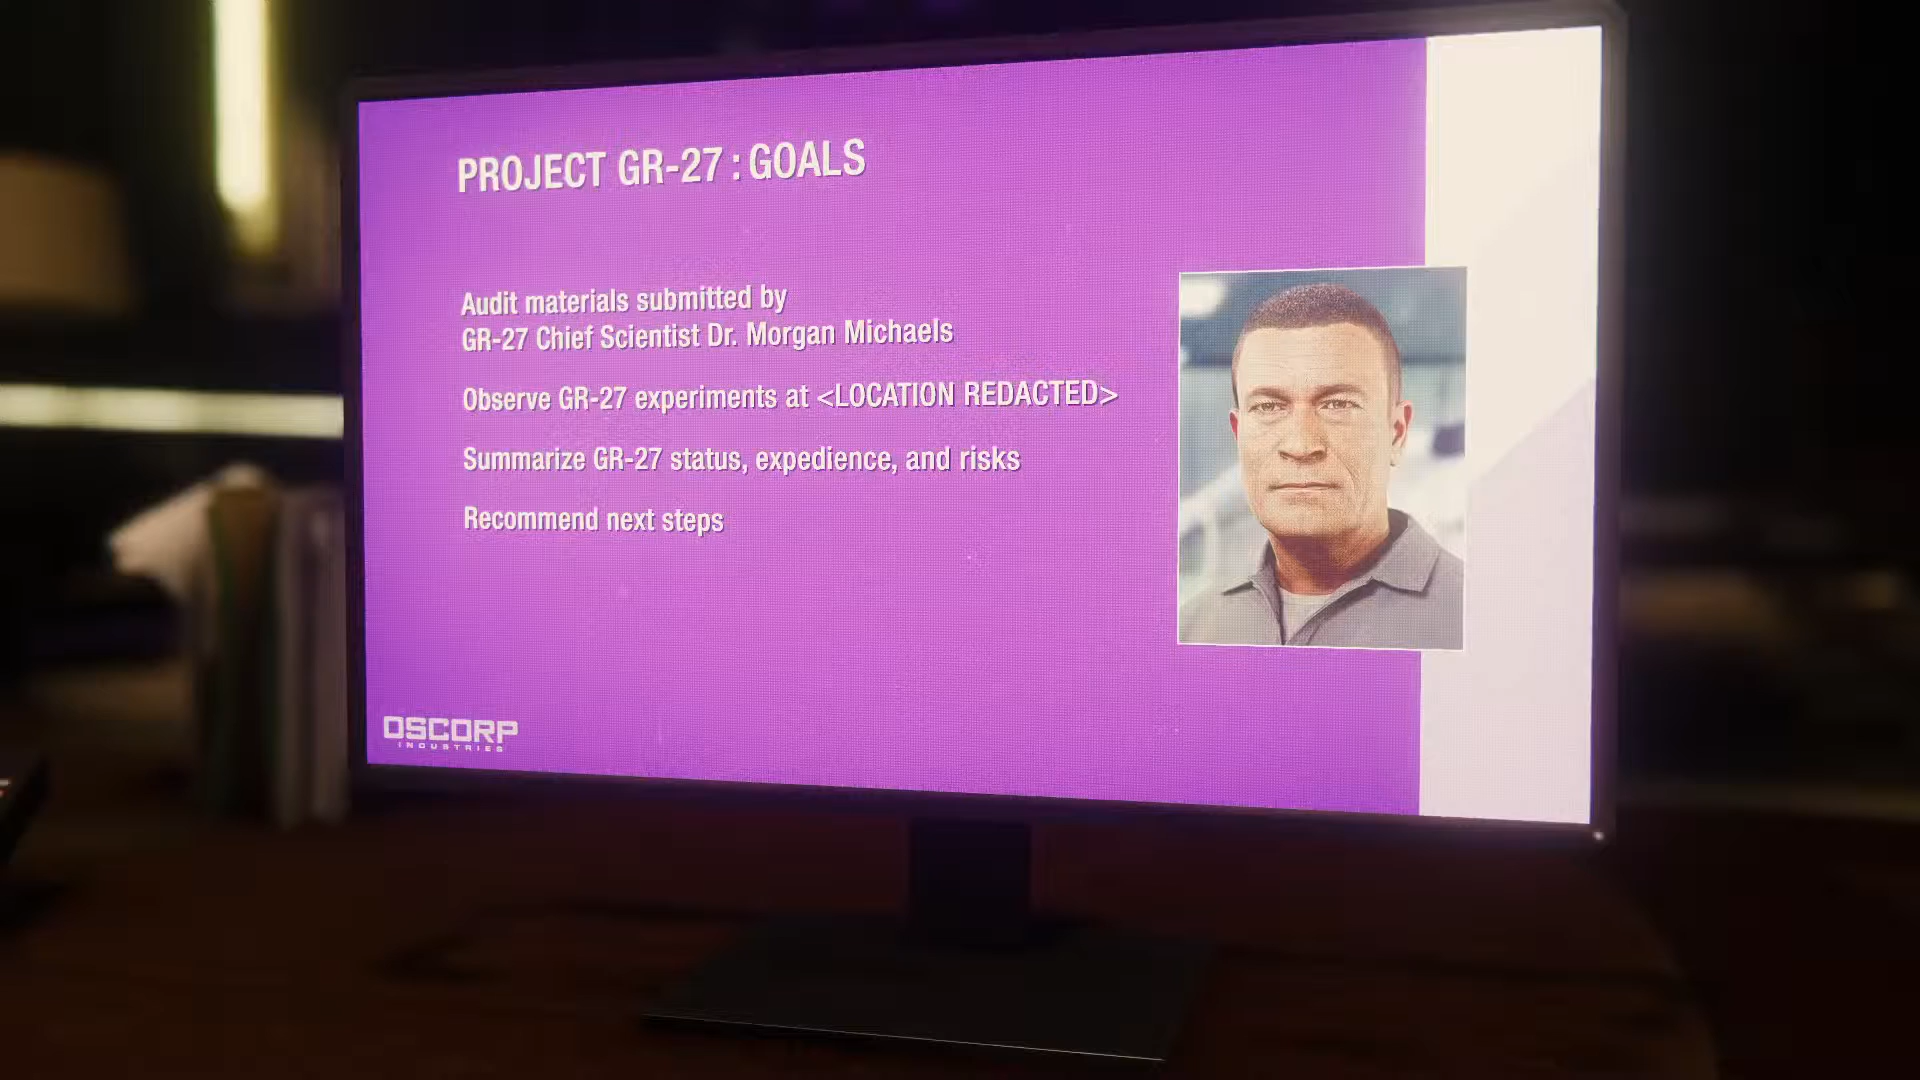 PROJECT GR-27 : GOALS
Audit materials submitted by
GR-27 Chief Scientist Dr. Morgan Michaels
Observe GR-27 experiments at <LOCATION REDACTED>
Summarize GR-27 status, expedience, and risks
Recommend next steps
OSCORP
INDUSTRIES